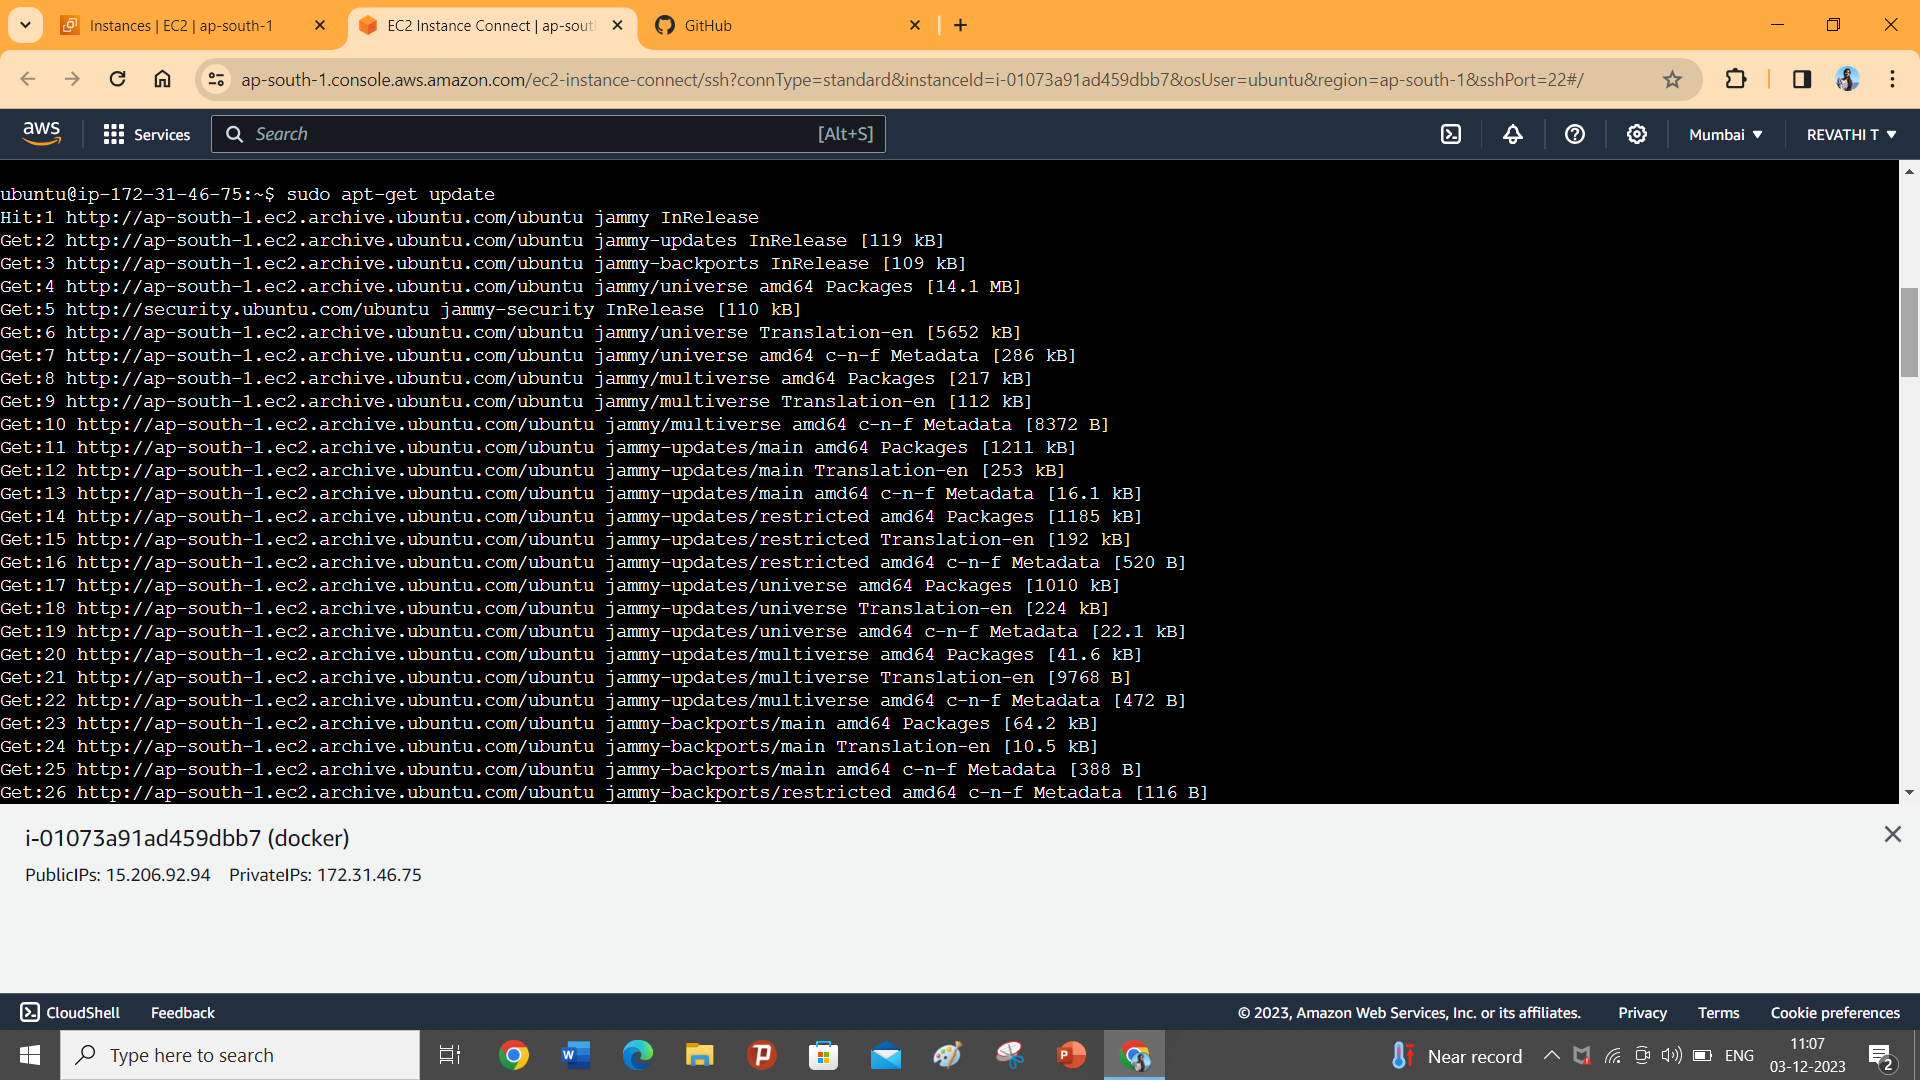 Instances | EC2 | ap-south-1
EC2 Instance Connect | ap-sout
GitHub
ap-south-1.console.aws.amazon.com/ec2-instance-connect/ssh?connType=standard&instanceId=i-01073a91ad459dbb7&osUser=ubuntu&region=ap-south-1&sshPort=22#/
aws
Services
Search
[Alt+S]
Mumbai
REVATHI T
ubuntu@ip-172-31-46-75:~$ sudo apt-get update
Hit:1 http://ap-south-1.ec2.archive.ubuntu.com/ubuntu jammy InRelease
Get:2 http://ap-south-1.ec2.archive.ubuntu.com/ubuntu jammy-updates InRelease [119 kB]
Get:3 http://ap-south-1.ec2.archive.ubuntu.com/ubuntu jammy-backports InRelease [109 kB]
Get:4 http://ap-south-1.ec2.archive.ubuntu.com/ubuntu jammy/universe amd64 Packages [14.1 MB]
Get:5 http://security.ubuntu.com/ubuntu jammy-security InRelease [110 kB]
Get:6 http://ap-south-1.ec2.archive.ubuntu.com/ubuntu jammy/universe Translation-en [5652 kB]
Get:7 http://ap-south-1.ec2.archive.ubuntu.com/ubuntu jammy/universe amd64 c-n-f Metadata [286 kB]
Get:8 http://ap-south-1.ec2.archive.ubuntu.com/ubuntu jammy/multiverse amd64 Packages [217 kB]
Get:9 http://ap-south-1.ec2.archive.ubuntu.com/ubuntu jammy/multiverse Translation-en [112 kB]
Get:10 http://ap-south-1.ec2.archive.ubuntu.com/ubuntu jammy/multiverse amd64 c-n-f Metadata [8372 B]
Get:11 http://ap-south-1.ec2.archive.ubuntu.com/ubuntu jammy-updates/main amd64 Packages [1211 kB]
Get:12 http://ap-south-1.ec2.archive.ubuntu.com/ubuntu jammy-updates/main Translation-en [253 kB]
Get:13 http://ap-south-1.ec2.archive.ubuntu.com/ubuntu jammy-updates/main amd64 c-n-f Metadata [16.1 kB]
Get:14 http://ap-south-1.ec2.archive.ubuntu.com/ubuntu jammy-updates/restricted amd64 Packages [1185 kB]
Get:15 http://ap-south-1.ec2.archive.ubuntu.com/ubuntu jammy-updates/restricted Translation-en [192 kB]
Get:16 http://ap-south-1.ec2.archive.ubuntu.com/ubuntu jammy-updates/restricted amd64 c-n-f Metadata [520 B]
Get:17 http://ap-south-1.ec2.archive.ubuntu.com/ubuntu jammy-updates/universe amd64 Packages [1010 kB]
Get:18 http://ap-south-1.ec2.archive.ubuntu.com/ubuntu jammy-updates/universe Translation-en [224 kB]
Get:19 http://ap-south-1.ec2.archive.ubuntu.com/ubuntu jammy-updates/universe amd64 c-n-f Metadata [22.1 kB]
Get:20 http://ap-south-1.ec2.archive.ubuntu.com/ubuntu jammy-updates/multiverse amd64 Packages [41.6 kB]
Get:21 http://ap-south-1.ec2.archive.ubuntu.com/ubuntu jammy-updates/multiverse Translation-en [9768 B]
Get:22 http://ap-south-1.ec2.archive.ubuntu.com/ubuntu jammy-updates/multiverse amd64 c-n-f Metadata [472 B]
Get:23 http://ap-south-1.ec2.archive.ubuntu.com/ubuntu jammy-backports/main amd64 Packages [64.2 kB]
Get:24 http://ap-south-1.ec2.archive.ubuntu.com/ubuntu jammy-backports/main Translation-en [10.5 kB]
Get:25 http://ap-south-1.ec2.archive.ubuntu.com/ubuntu jammy-backports/main amd64 c-n-f Metadata [388 B]
Get:26 http://ap-south-1.ec2.archive.ubuntu.com/ubuntu jammy-backports/restricted amd64 c-n-f Metadata [116 B]
i-01073a91ad459dbb7 (docker)
PublicIPs: 15.206.92.94 PrivateIPs: 172.31.46.75
CloudShell
Feedback
© 2023, Amazon Web Services, Inc. or its affiliates.
Privacy
Terms
Cookie preferences
Type here to search
Near record
ENG
11:07
03-12-2023
2